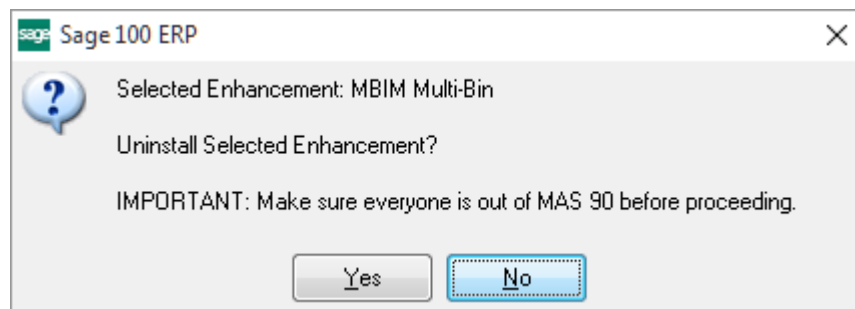 sage Sage 100 ERP
Selected Enhancement: MBIM Multi-Bin
Uninstall Selected Enhancement?
IMPORTANT: Make sure everyone is out of MAS 90 before proceeding.
Yes No